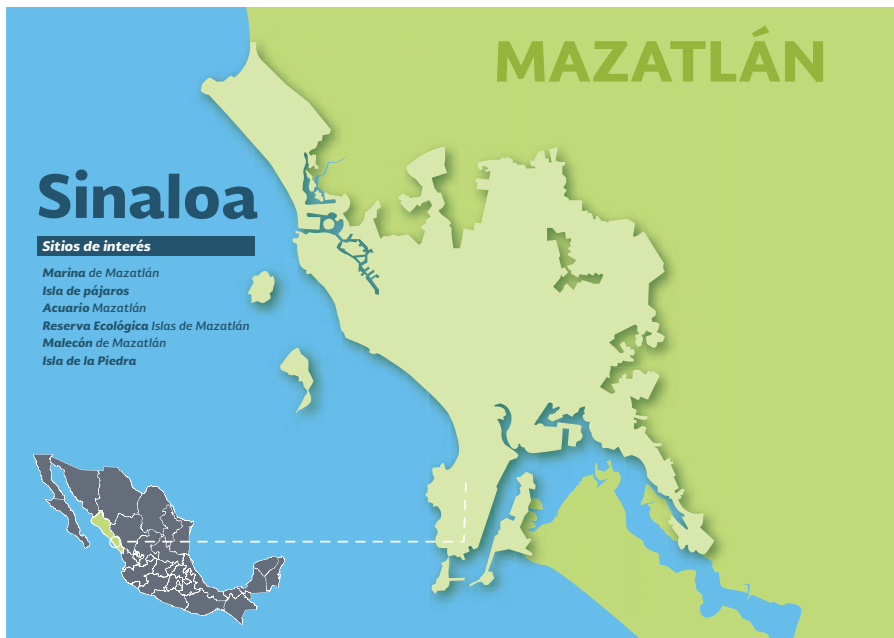 MAZATLÁN
Sinaloa
Sitios de interés
Marina de Mazatlán
Isla de pájaros
Acuario Mazatlán
Reserva Ecológica Islas de Mazatlán
Malecón de Mazatlán
Isla de la Piedra